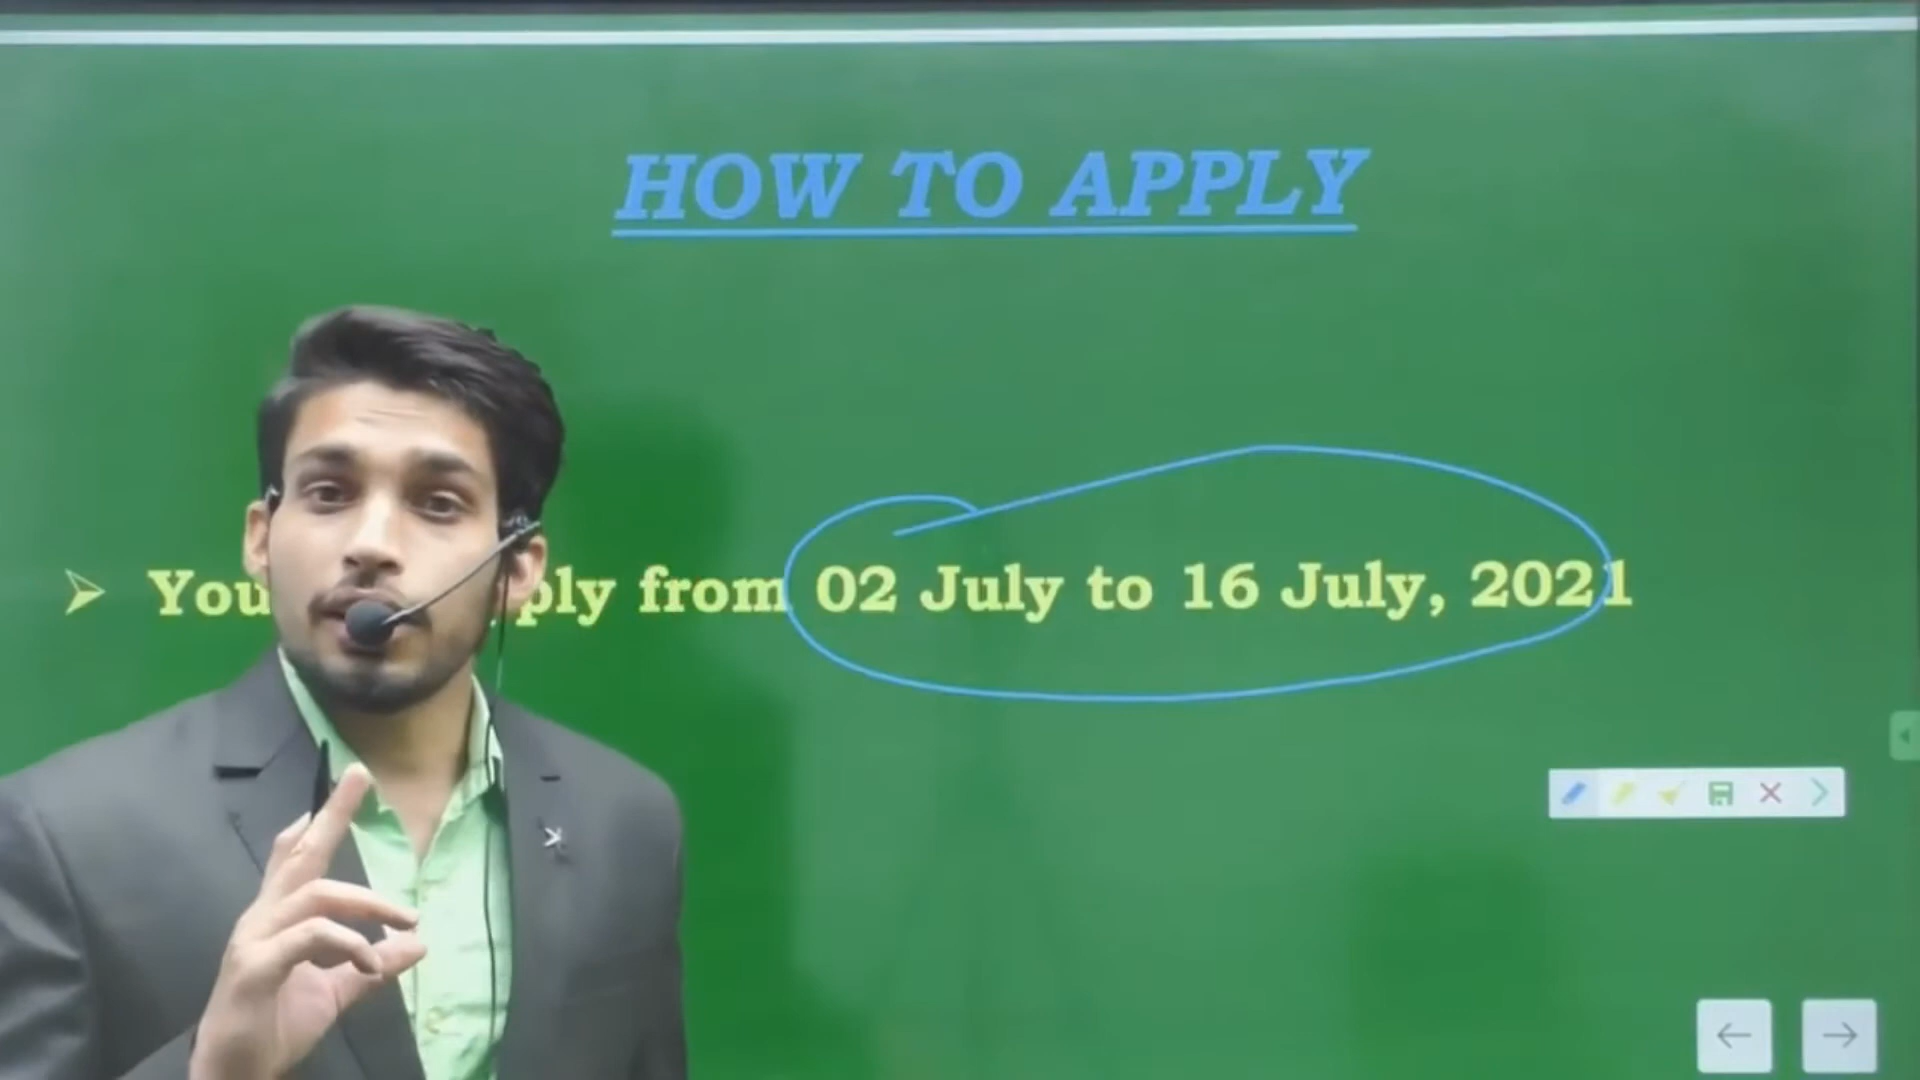 HOW TO APPLY
➢ You ply from 02 July to 16 July, 2021